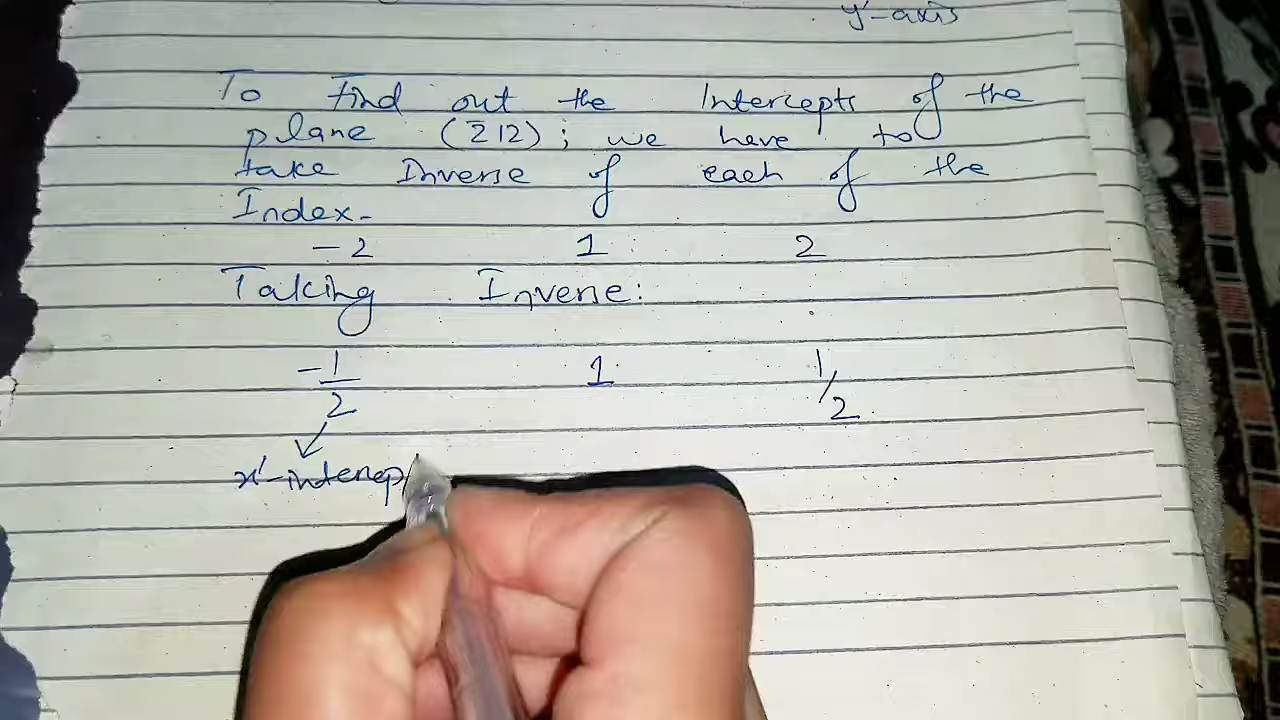 y'-axis
To find out the Intercepts of the
plane (2̄12); we have to
take Inverse of each of the
Index-
-2 1 2
Taking Inverse:
-1/2 1 1/2
x'-intercep